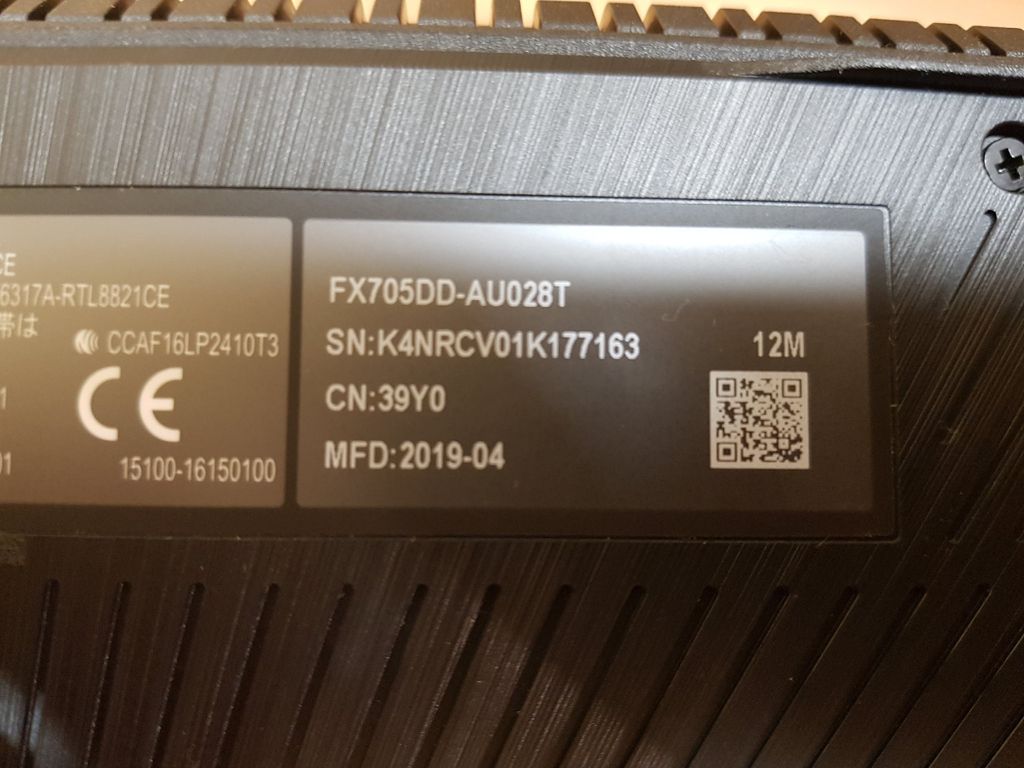 CE
6317A-RTL8821CE
帯は
CCAF16LP2410T3
1
CE
01
15100-16150100
FX705DD-AU028T
SN:K4NRCV01K177163
12M
CN:39Y0
MFD:2019-04